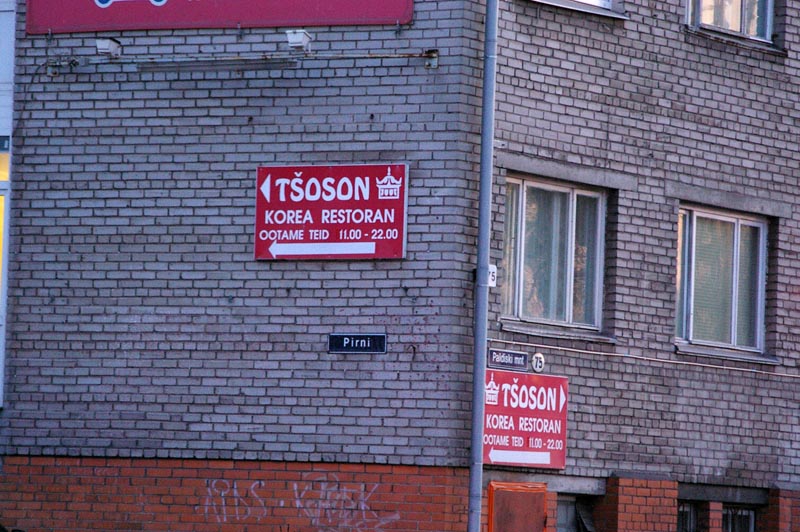 TŠOSON
KOREA RESTORAN
OOTAME TEID 11.00 - 22.00
Pirni
Paldiski mnt
75
TŠOSON
KOREA RESTORAN
OOTAME TEID 11.00 - 22.00